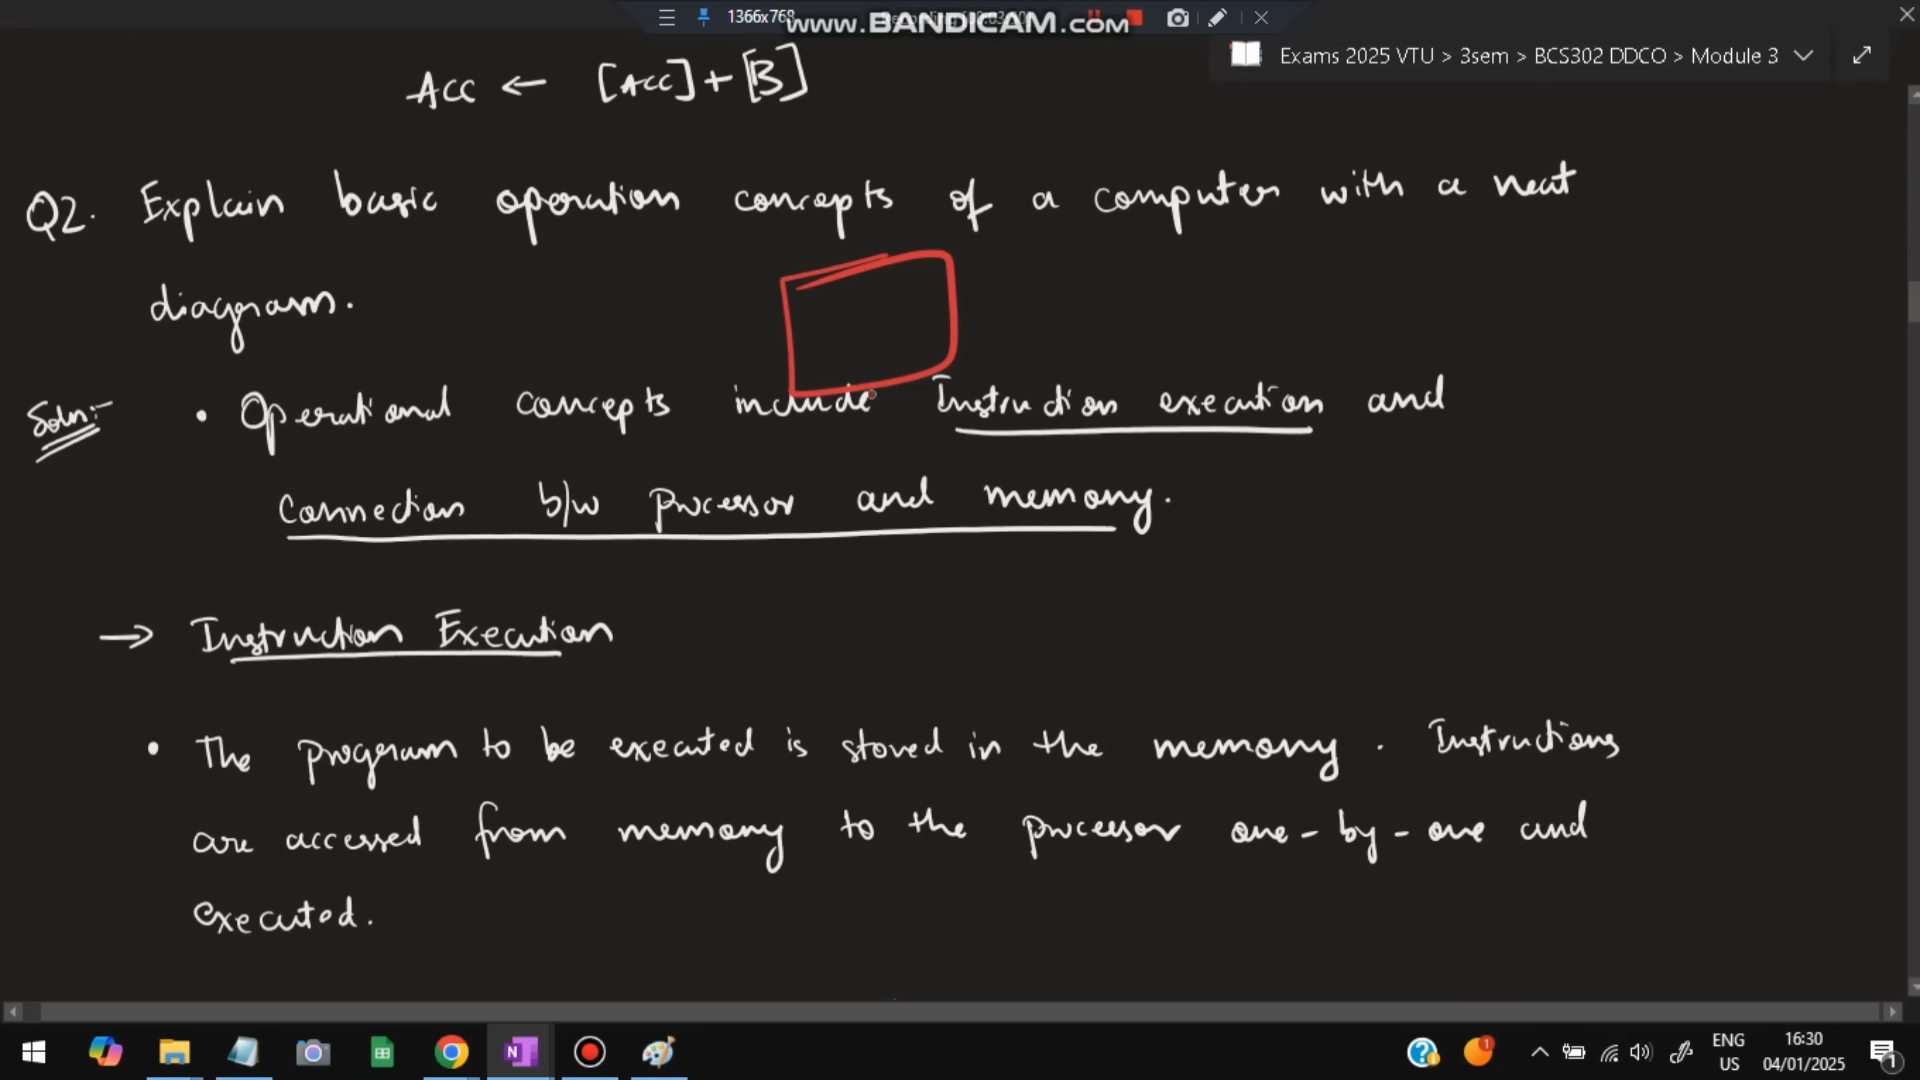 1366x768
www.BANDICAM.com
Exams 2025 VTU > 3sem > BCS302 DDCO > Module 3
Acc ← [Acc] + [B]
Q2. Explain basic operation concepts of a computer with a neat
diagram.
Soln:- • Operational concepts include Instruction execution and
Connection b/w processor and memory.
→ Instruction Execution
• The program to be executed is stored in the memory. Instructions
are accessed from memory to the processor one-by-one and
executed.
ENG
US
16:30
04/01/2025